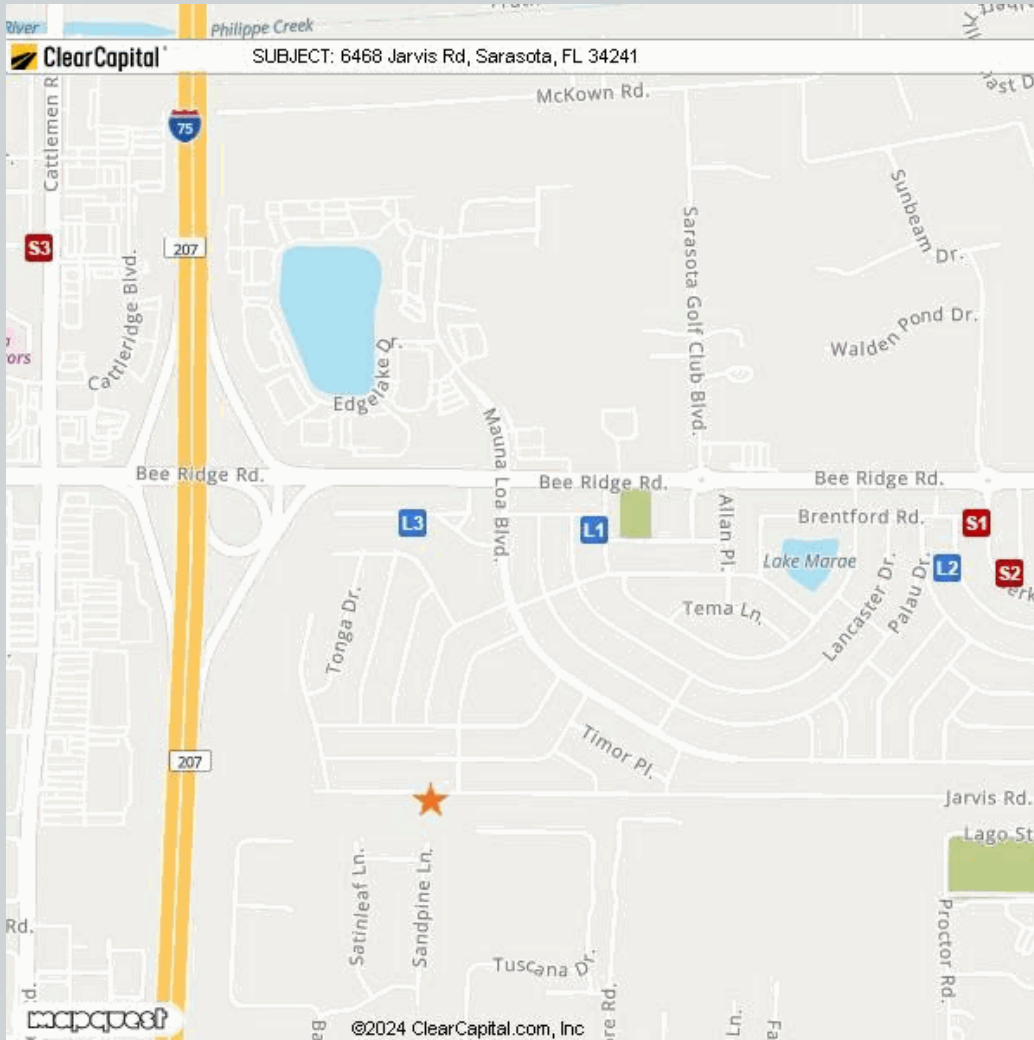 River
Philippe Creek
ClearCapital
SUBJECT: 6468 Jarvis Rd, Sarasota, FL 34241
McKown Rd.
Cattlemen R
75
Sunbeam Dr.
Sarasota Golf Club Blvd.
S3
207
Cattleridge Blvd.
ors
Walden Pond Dr.
Edgelake Dr.
Mauna Loa Blvd.
Bee Ridge Rd.
Bee Ridge Rd.
Bee Ridge Rd.
L3
L1
Allan Pl.
Brentford Rd.
S1
Lake Marae
L2
S2
Lancaster Dr.
Palau Dr.
Tema Ln.
Tonga Dr.
Timor Pl.
207
Jarvis Rd.
Lago St
Satinleaf Ln.
Sandpine Ln.
Proctor Rd.
Rd.
Tuscana Dr.
re Rd.
Ln.
mapquest
©2024 ClearCapital.com, Inc